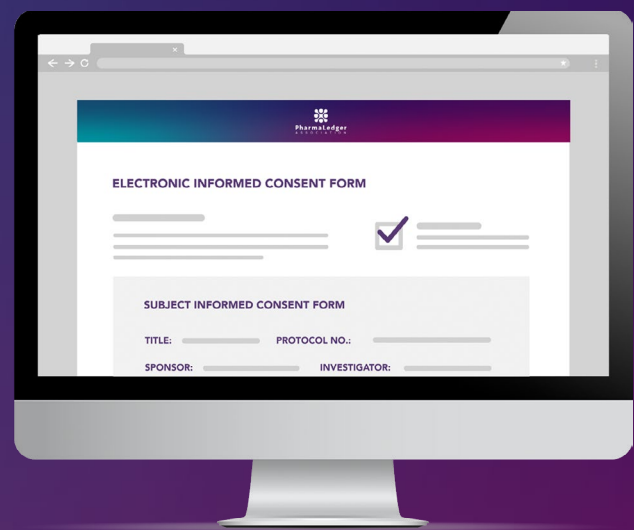 PharmaLedger
ASSOCIATION
ELECTRONIC INFORMED CONSENT FORM
SUBJECT INFORMED CONSENT FORM
TITLE: PROTOCOL NO.:
SPONSOR: INVESTIGATOR: